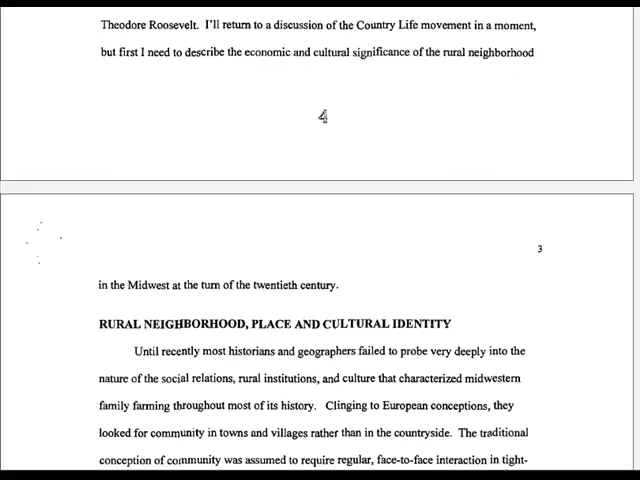 Theodore Roosevelt. I'll return to a discussion of the Country Life movement in a moment,
but first I need to describe the economic and cultural significance of the rural neighborhood
4
3
in the Midwest at the turn of the twentieth century.
RURAL NEIGHBORHOOD, PLACE AND CULTURAL IDENTITY
Until recently most historians and geographers failed to probe very deeply into the
nature of the social relations, rural institutions, and culture that characterized midwestern
family farming throughout most of its history. Clinging to European conceptions, they
looked for community in towns and villages rather than in the countryside. The traditional
conception of community was assumed to require regular, face-to-face interaction in tight-